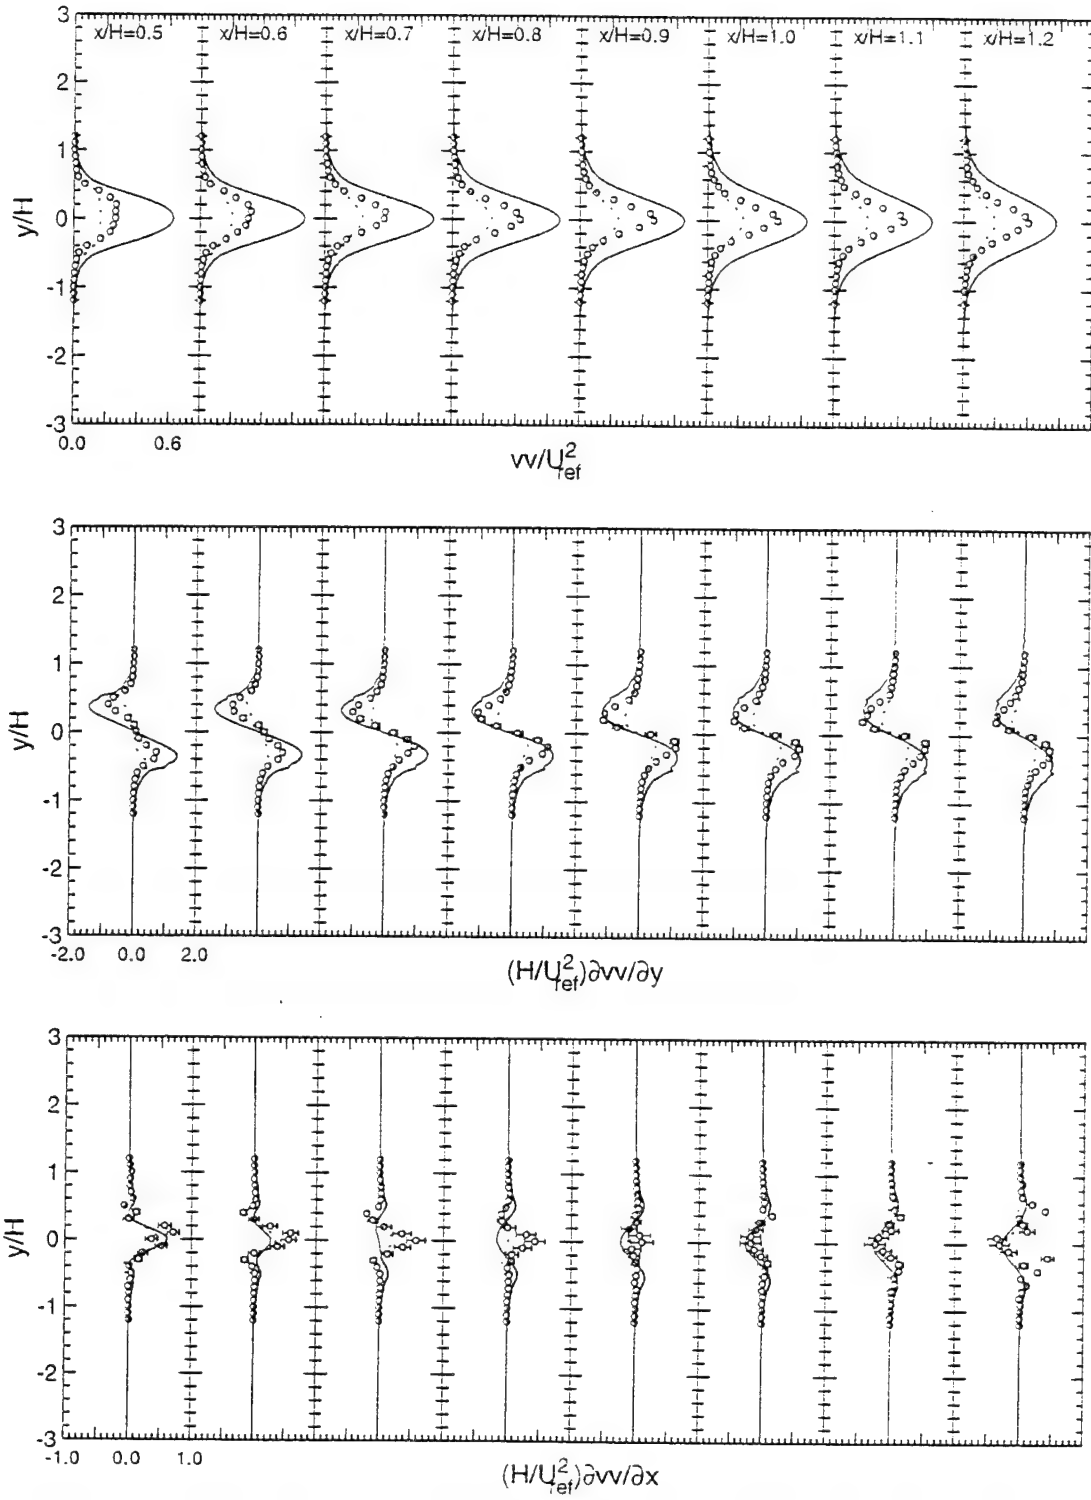 x/H=0.5 x/H=0.6 x/H=0.7 x/H=0.8 x/H=0.9 x/H=1.0 x/H=1.1 x/H=1.2
3
2
1
0
-1
-2
-3
y/H
0.0 0.6
vv/U²ref
3
2
1
0
-1
-2
-3
y/H
-2.0 0.0 2.0
(H/U²ref)∂vv/∂y
3
2
1
0
-1
-2
-3
y/H
-1.0 0.0 1.0
(H/U²ref)∂vv/∂x